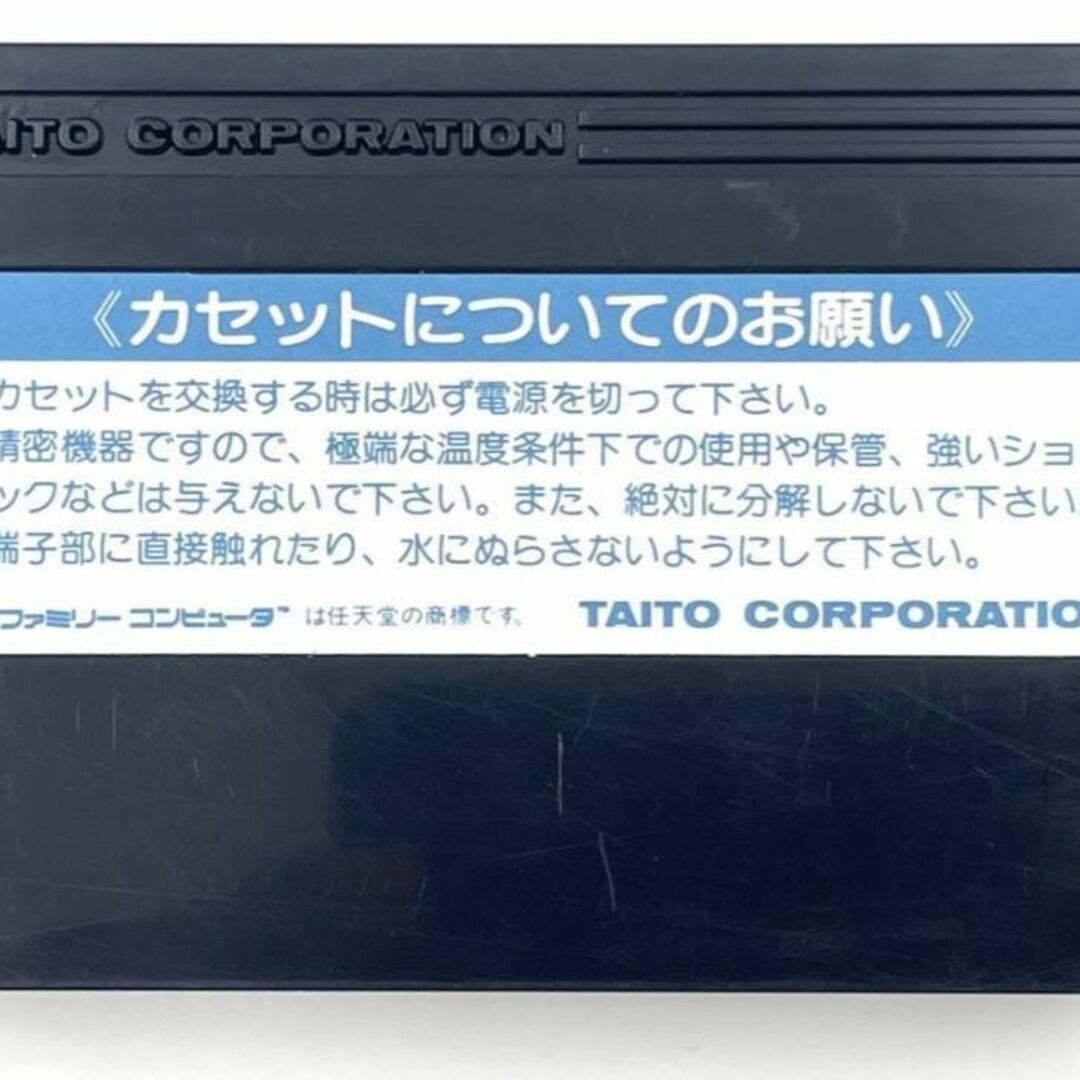 AITO CORPORATION
《カセットについてのお願い》
カセットを交換する時は必ず電源を切って下さい。
精密機器ですので、極端な温度条件下での使用や保管、強いショ
ックなどは与えないで下さい。また、絶対に分解しないで下さい
端子部に直接触れたり、水にぬらさないようにして下さい。
ファミリー コンピュータ™ は任天堂の商標です。 TAITO CORPORATIO